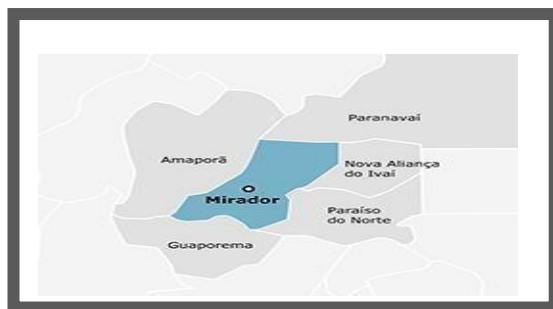 Paranavaí
Amaporã
Nova Aliança
do Ivaí
Mirador
Paraíso
do Norte
Guaporema